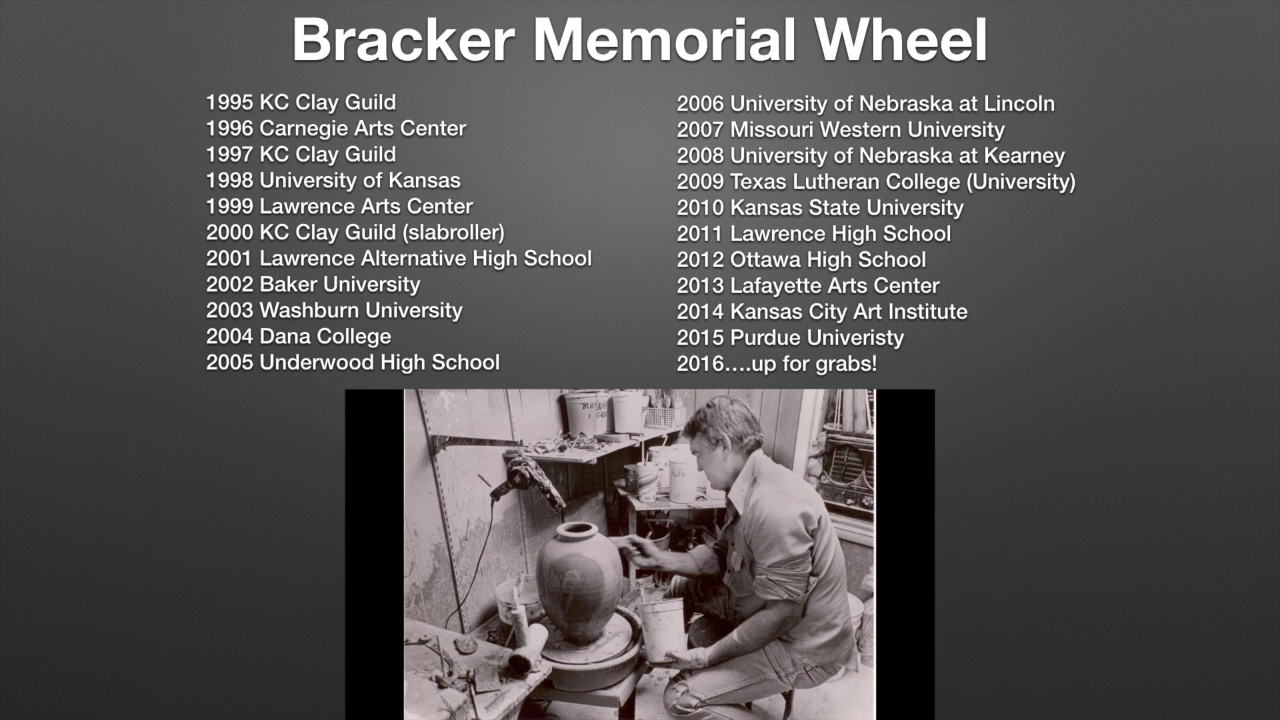 Bracker Memorial Wheel
1995 KC Clay Guild
1996 Carnegie Arts Center
1997 KC Clay Guild
1998 University of Kansas
1999 Lawrence Arts Center
2000 KC Clay Guild (slabroller)
2001 Lawrence Alternative High School
2002 Baker University
2003 Washburn University
2004 Dana College
2005 Underwood High School
2006 University of Nebraska at Lincoln
2007 Missouri Western University
2008 University of Nebraska at Kearney
2009 Texas Lutheran College (University)
2010 Kansas State University
2011 Lawrence High School
2012 Ottawa High School
2013 Lafayette Arts Center
2014 Kansas City Art Institute
2015 Purdue Univeristy
2016….up for grabs!